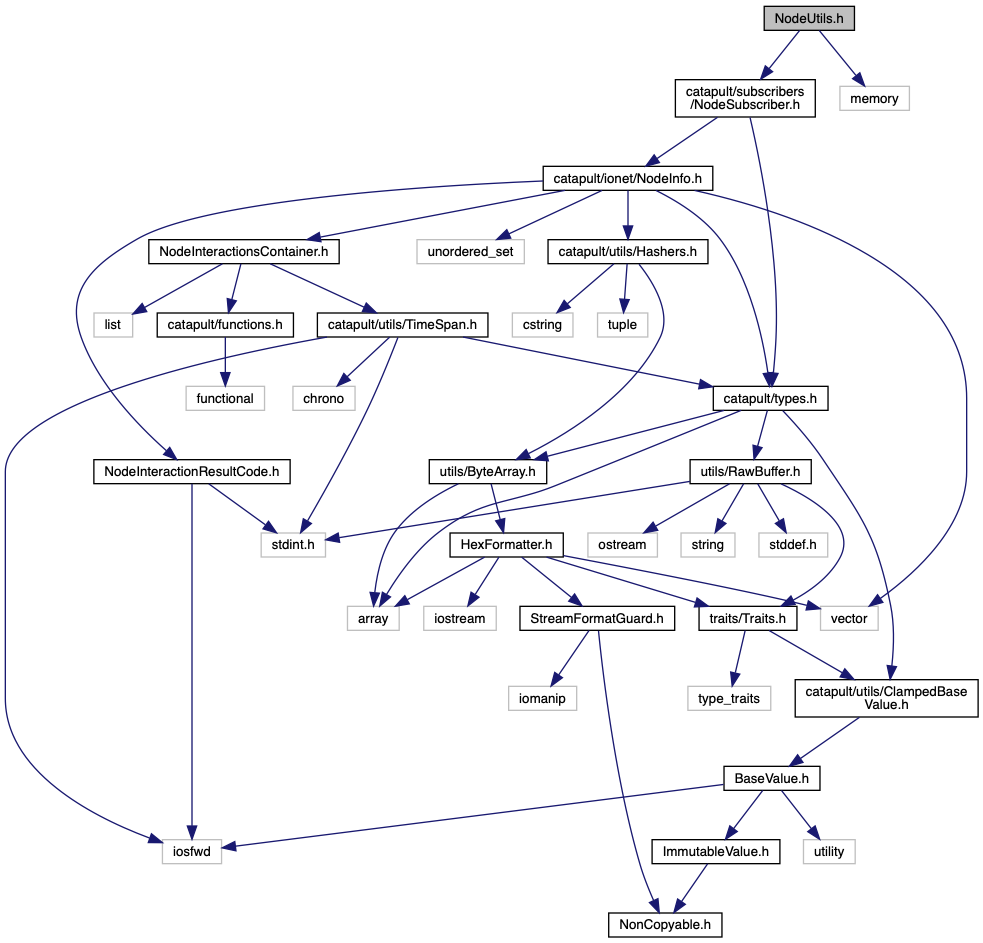 NodeUtils.h
catapult/subscribers
/NodeSubscriber.h
memory
catapult/ionet/NodeInfo.h
NodeInteractionsContainer.h
unordered_set
catapult/utils/Hashers.h
list
catapult/functions.h
catapult/utils/TimeSpan.h
cstring
tuple
functional
chrono
catapult/types.h
NodeInteractionResultCode.h
utils/ByteArray.h
utils/RawBuffer.h
stdint.h
HexFormatter.h
ostream
string
stddef.h
array
iostream
StreamFormatGuard.h
traits/Traits.h
vector
iomanip
type_traits
catapult/utils/ClampedBase
Value.h
BaseValue.h
iosfwd
ImmutableValue.h
utility
NonCopyable.h